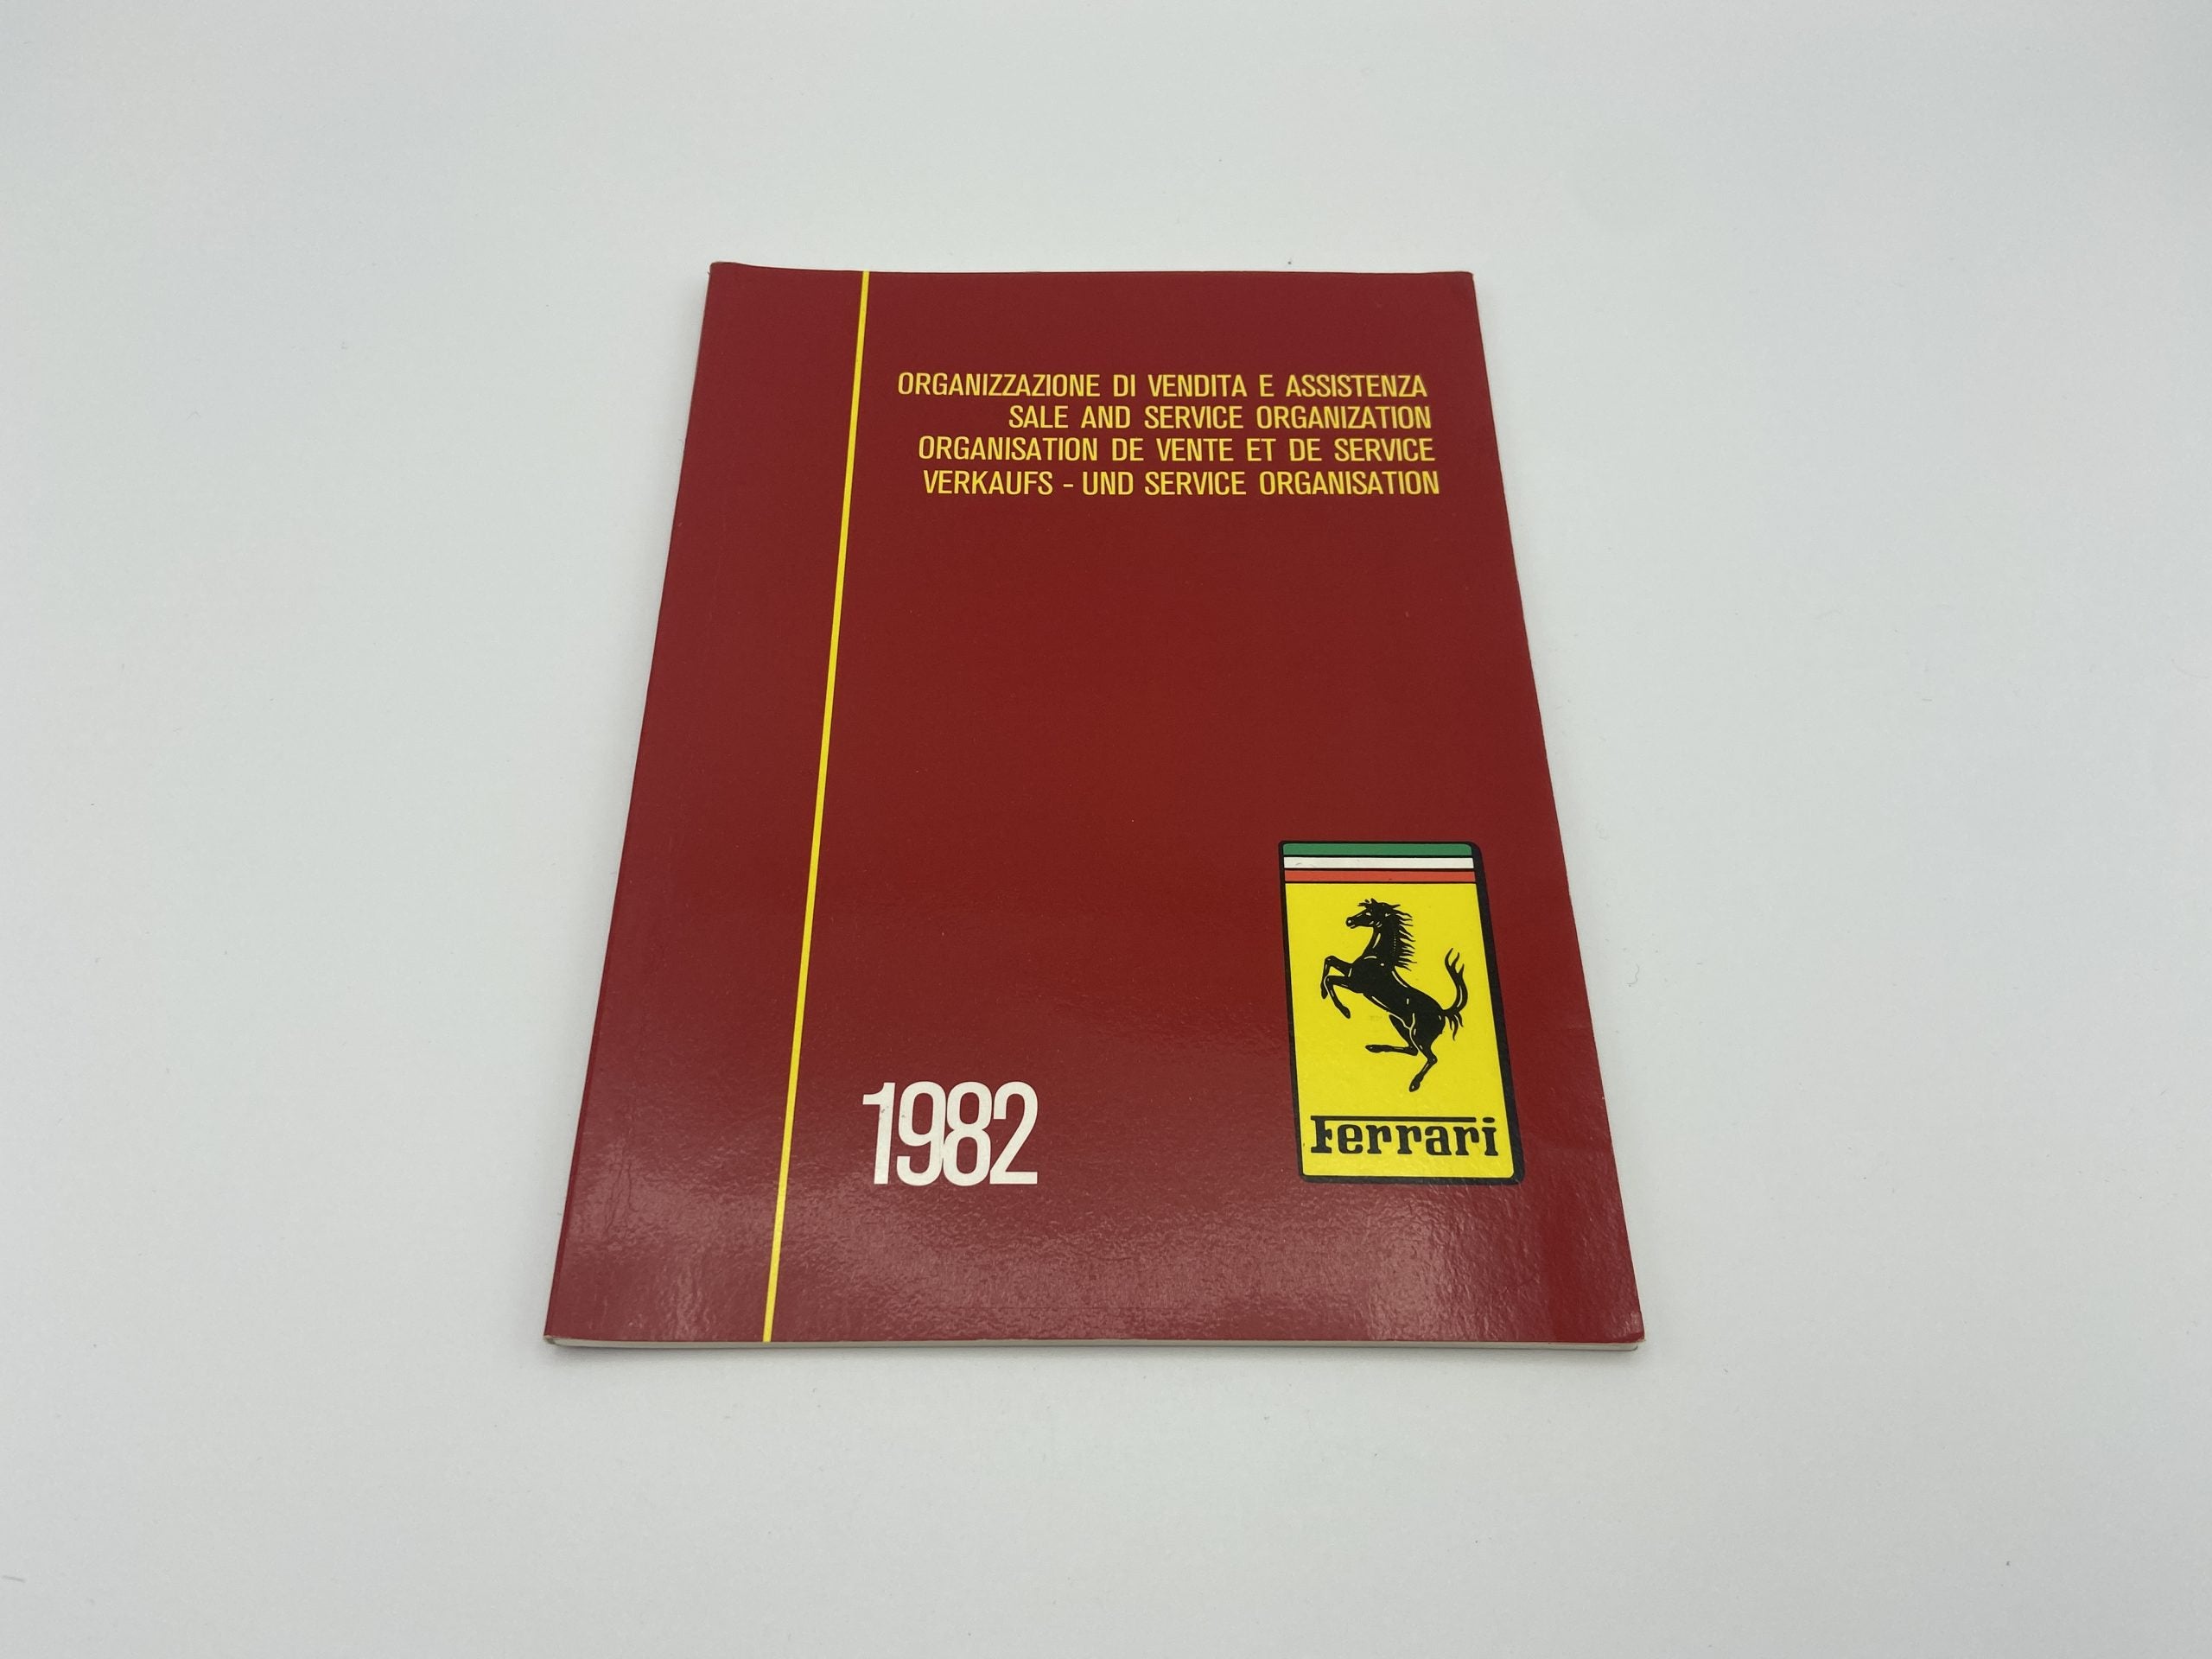 ORGANIZZAZIONE DI VENDITA E ASSISTENZA
SALE AND SERVICE ORGANIZATION
ORGANISATION DE VENTE ET DE SERVICE
VERKAUFS - UND SERVICE ORGANISATION
1982
Ferrari